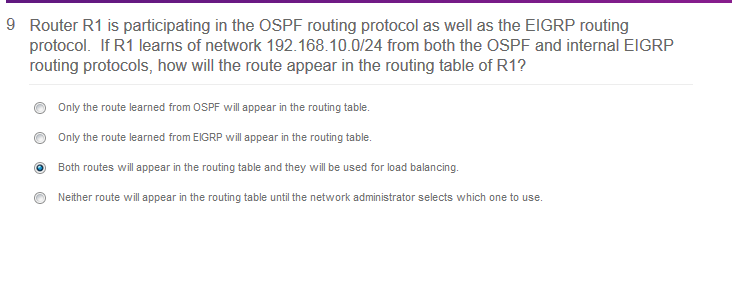 9 Router R1 is participating in the OSPF routing protocol as well as the EIGRP routing
protocol. If R1 learns of network 192.168.10.0/24 from both the OSPF and internal EIGRP
routing protocols, how will the route appear in the routing table of R1?
Only the route learned from OSPF will appear in the routing table.
Only the route learned from EIGRP will appear in the routing table.
Both routes will appear in the routing table and they will be used for load balancing.
Neither route will appear in the routing table until the network administrator selects which one to use.